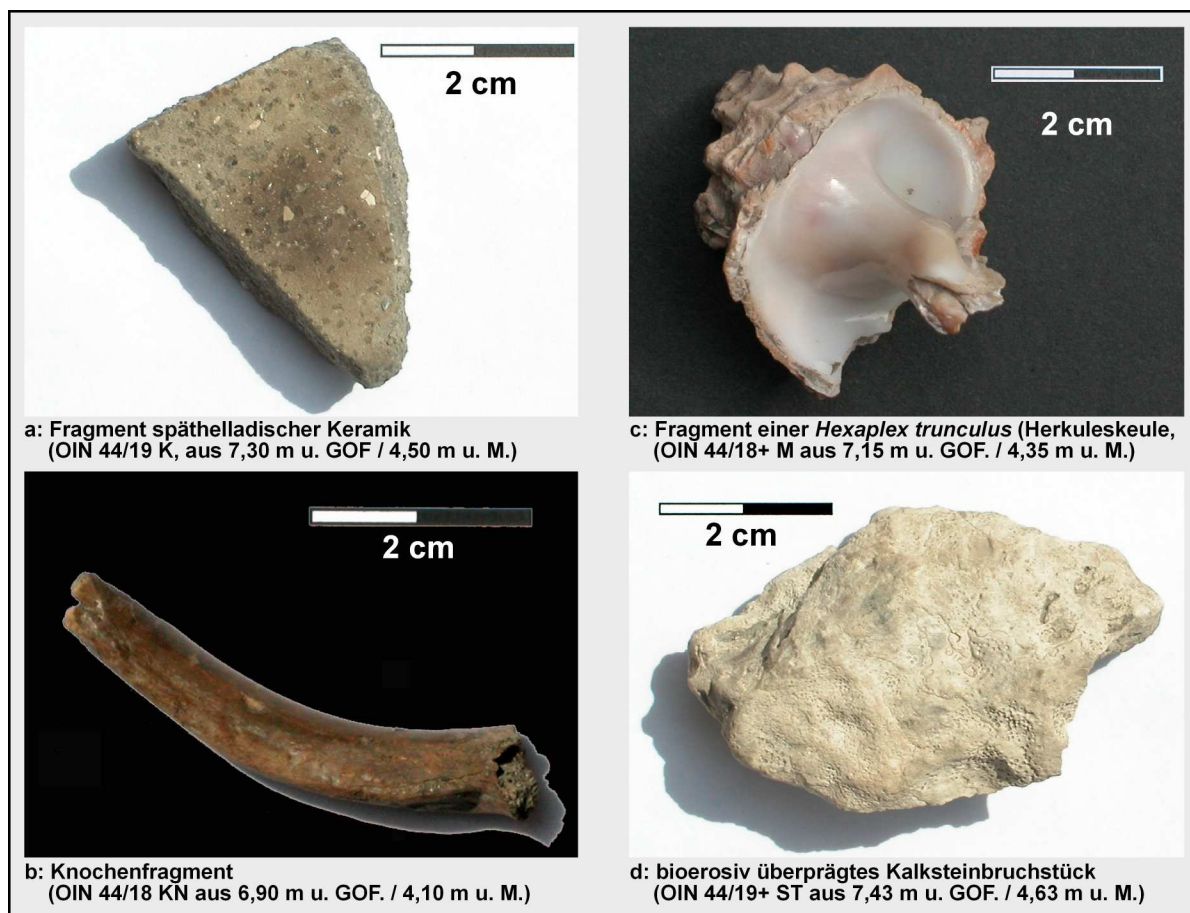 2 cm
a: Fragment späthelladischer Keramik
(OIN 44/19 K, aus 7,30 m u. GOF / 4,50 m u. M.)
2 cm
b: Knochenfragment
(OIN 44/18 KN aus 6,90 m u. GOF. / 4,10 m u. M.)
2 cm
c: Fragment einer Hexaplex trunculus (Herkuleskeule,
(OIN 44/18+ M aus 7,15 m u. GOF. / 4,35 m u. M.)
2 cm
d: bioerosiv überprägtes Kalksteinbruchstück
(OIN 44/19+ ST aus 7,43 m u. GOF. / 4,63 m u. M.)